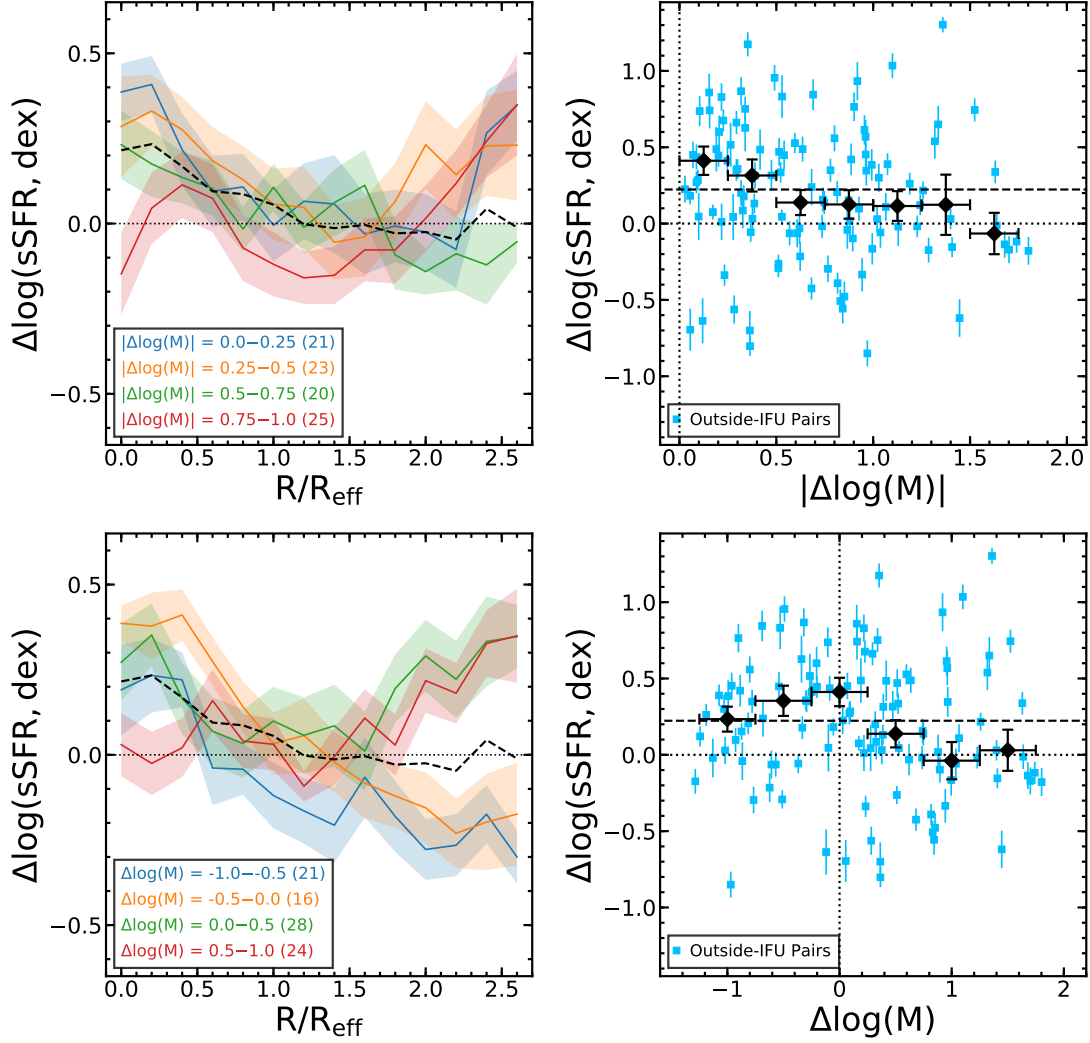 0.5
0.0
−0.5
Δlog(sSFR, dex)
|Δlog(M)| = 0.0−0.25 (21)
|Δlog(M)| = 0.25−0.5 (23)
|Δlog(M)| = 0.5−0.75 (20)
|Δlog(M)| = 0.75−1.0 (25)
0.0 0.5 1.0 1.5 2.0 2.5
R/R_eff
1.0
0.5
0.0
−0.5
−1.0
Δlog(sSFR, dex)
Outside-IFU Pairs
0.0 0.5 1.0 1.5 2.0
|Δlog(M)|
0.5
0.0
−0.5
Δlog(sSFR, dex)
Δlog(M) = -1.0−-0.5 (21)
Δlog(M) = -0.5−0.0 (16)
Δlog(M) = 0.0−0.5 (28)
Δlog(M) = 0.5−1.0 (24)
0.0 0.5 1.0 1.5 2.0 2.5
R/R_eff
1.0
0.5
0.0
−0.5
−1.0
Δlog(sSFR, dex)
Outside-IFU Pairs
−1 0 1 2
Δlog(M)